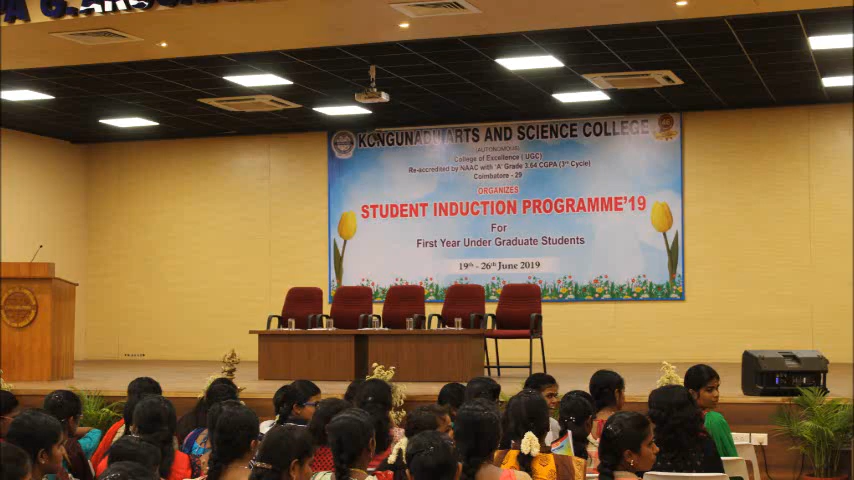 KONGUNADU ARTS AND SCIENCE COLLEGE
(AUTONOMOUS)
College of Excellence ( UGC)
Re-accredited by NAAC with 'A' Grade 3.64 CGPA (3rd Cycle)
Coimbatore - 29
ORGANIZES
STUDENT INDUCTION PROGRAMME'19
For
First Year Under Graduate Students
19th - 26th June 2019